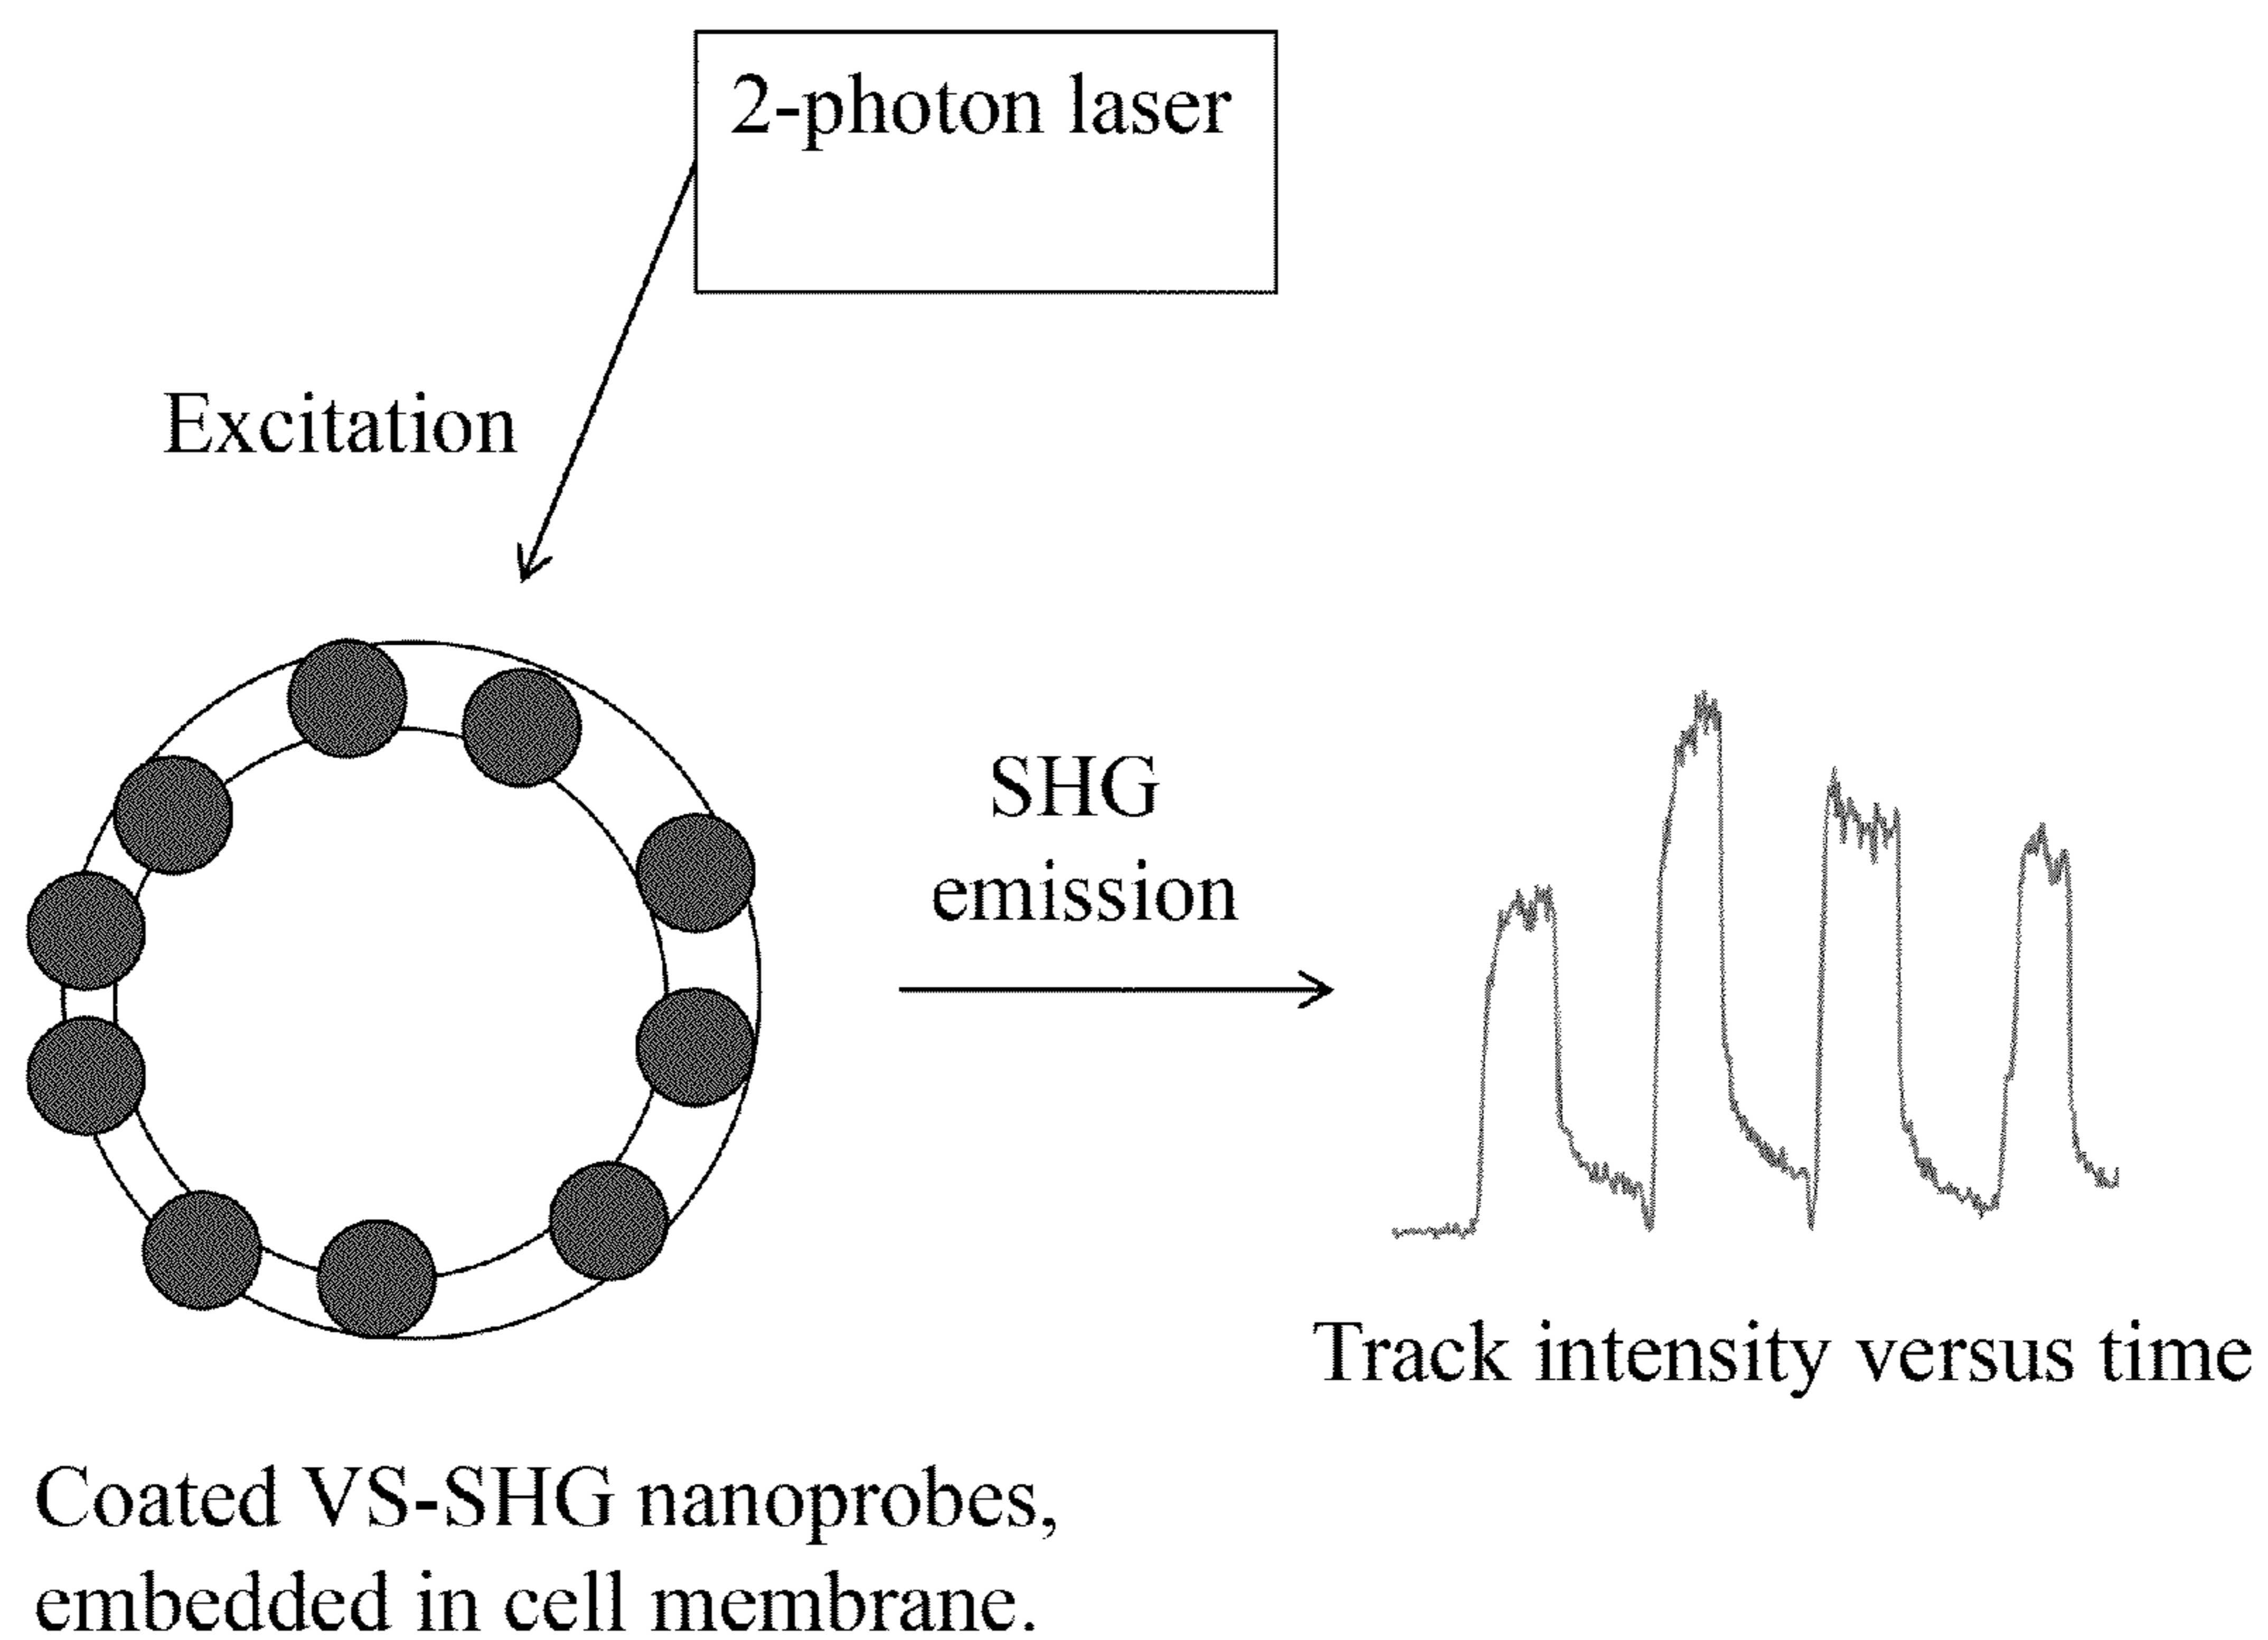 2-photon laser
Excitation
SHG
emission
Track intensity versus time
Coated VS-SHG nanoprobes,
embedded in cell membrane.